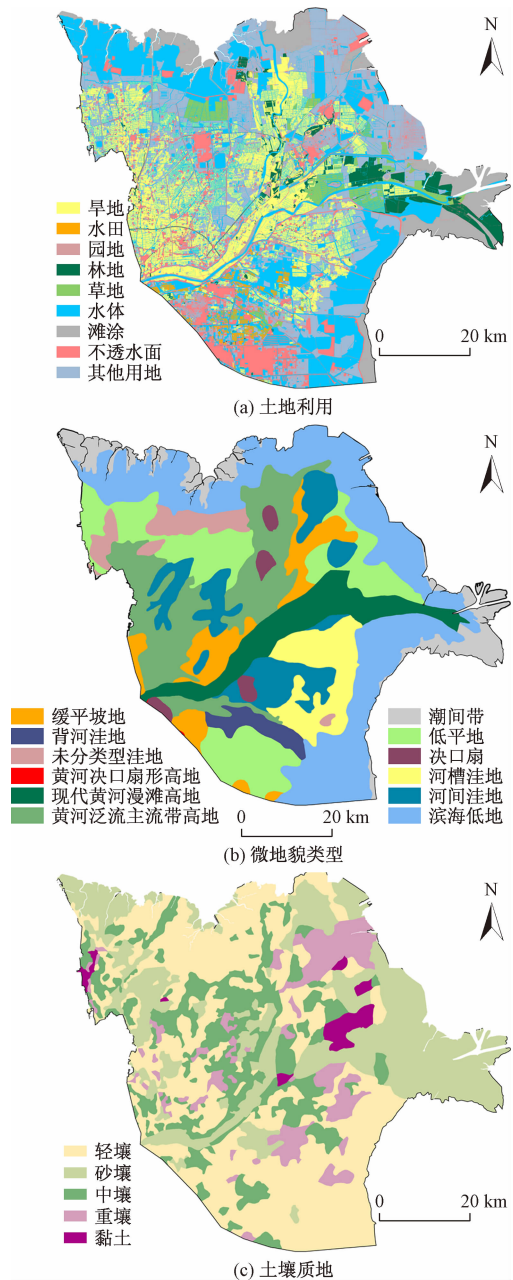 N
旱地
水田
园地
林地
草地
水体
滩涂
不透水面
其他用地
0 20 km
(a) 土地利用
N
缓平坡地
背河洼地
未分类型洼地
黄河决口扇形高地
现代黄河漫滩高地
黄河泛流主流带高地
潮间带
低平地
决口扇
河槽洼地
河间洼地
滨海低地
0 20 km
(b) 微地貌类型
N
轻壤
砂壤
中壤
重壤
黏土
0 20 km
(c) 土壤质地